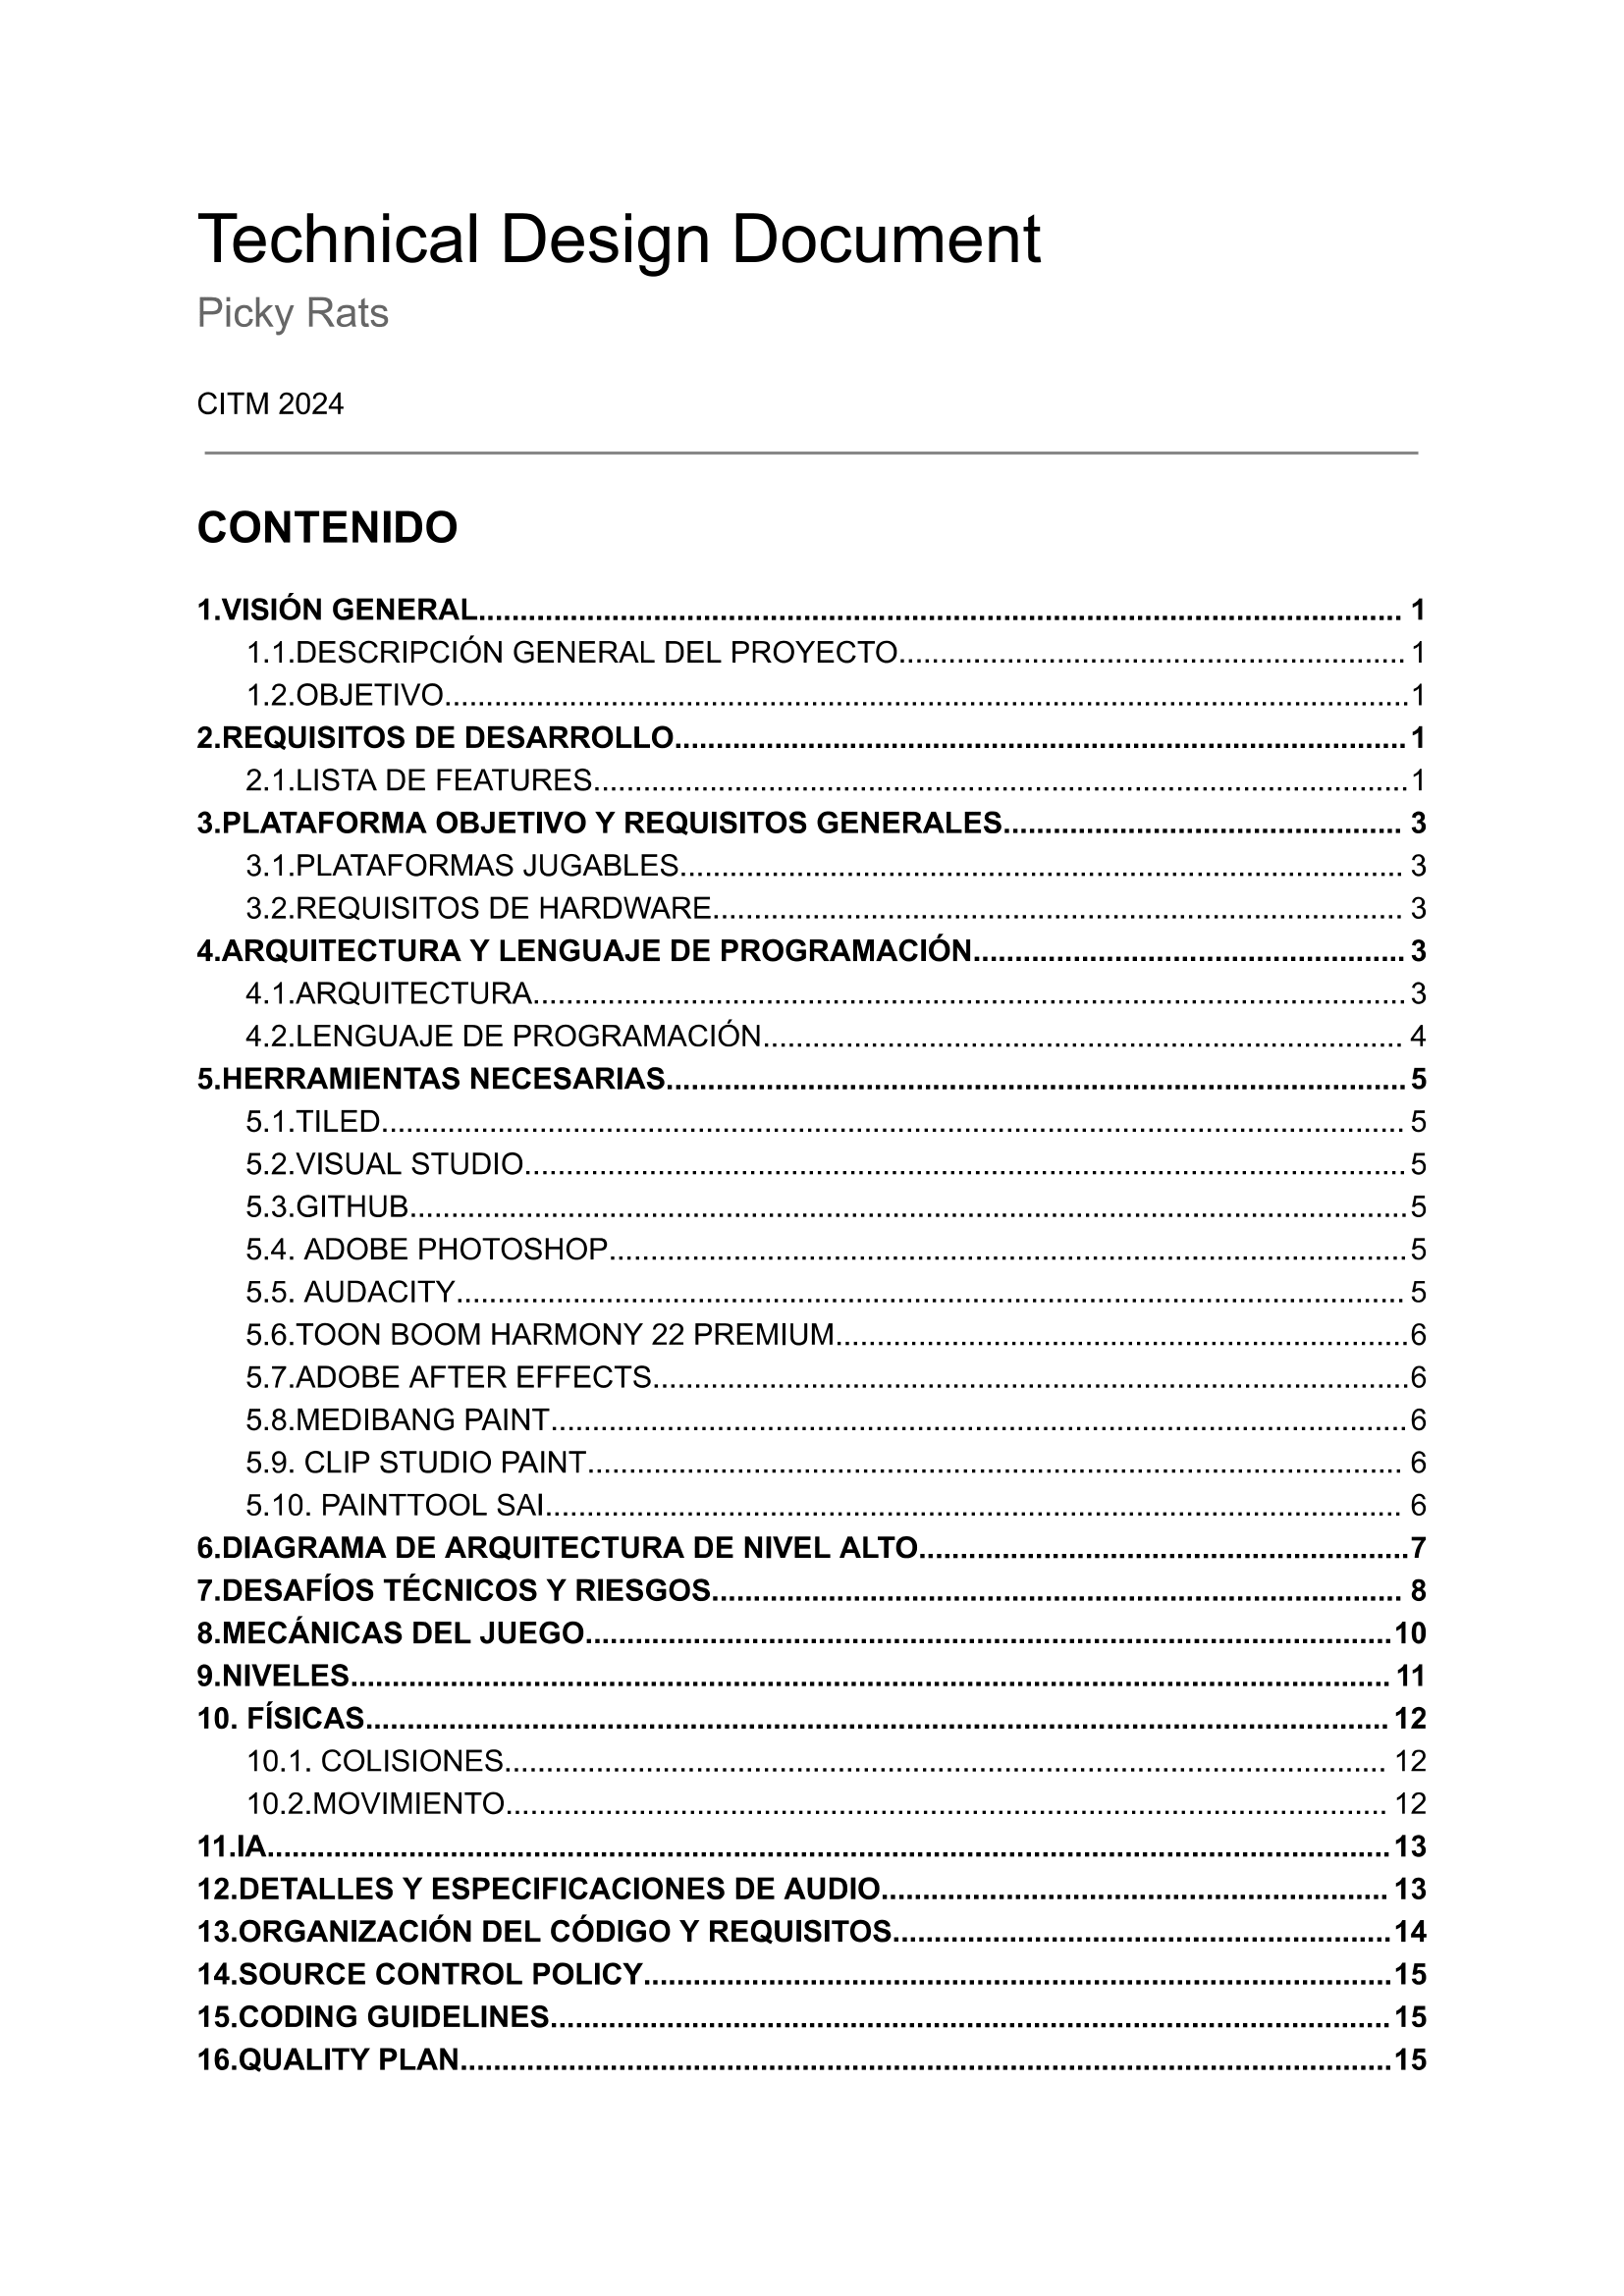 Technical Design Document
Picky Rats
CITM 2024
CONTENIDO
1.VISIÓN GENERAL.......... 1
1.1.DESCRIPCIÓN GENERAL DEL PROYECTO.......... 1
1.2.OBJETIVO.......... 1
2.REQUISITOS DE DESARROLLO.......... 1
2.1.LISTA DE FEATURES.......... 1
3.PLATAFORMA OBJETIVO Y REQUISITOS GENERALES.......... 3
3.1.PLATAFORMAS JUGABLES.......... 3
3.2.REQUISITOS DE HARDWARE.......... 3
4.ARQUITECTURA Y LENGUAJE DE PROGRAMACIÓN.......... 3
4.1.ARQUITECTURA.......... 3
4.2.LENGUAJE DE PROGRAMACIÓN.......... 4
5.HERRAMIENTAS NECESARIAS.......... 5
5.1.TILED.......... 5
5.2.VISUAL STUDIO.......... 5
5.3.GITHUB.......... 5
5.4. ADOBE PHOTOSHOP.......... 5
5.5. AUDACITY.......... 5
5.6.TOON BOOM HARMONY 22 PREMIUM.......... 6
5.7.ADOBE AFTER EFFECTS.......... 6
5.8.MEDIBANG PAINT.......... 6
5.9. CLIP STUDIO PAINT.......... 6
5.10. PAINTTOOL SAI.......... 6
6.DIAGRAMA DE ARQUITECTURA DE NIVEL ALTO.......... 7
7.DESAFÍOS TÉCNICOS Y RIESGOS.......... 8
8.MECÁNICAS DEL JUEGO.......... 10
9.NIVELES.......... 11
10. FÍSICAS.......... 12
10.1. COLISIONES.......... 12
10.2.MOVIMIENTO.......... 12
11.IA.......... 13
12.DETALLES Y ESPECIFICACIONES DE AUDIO.......... 13
13.ORGANIZACIÓN DEL CÓDIGO Y REQUISITOS.......... 14
14.SOURCE CONTROL POLICY.......... 15
15.CODING GUIDELINES.......... 15
16.QUALITY PLAN.......... 15